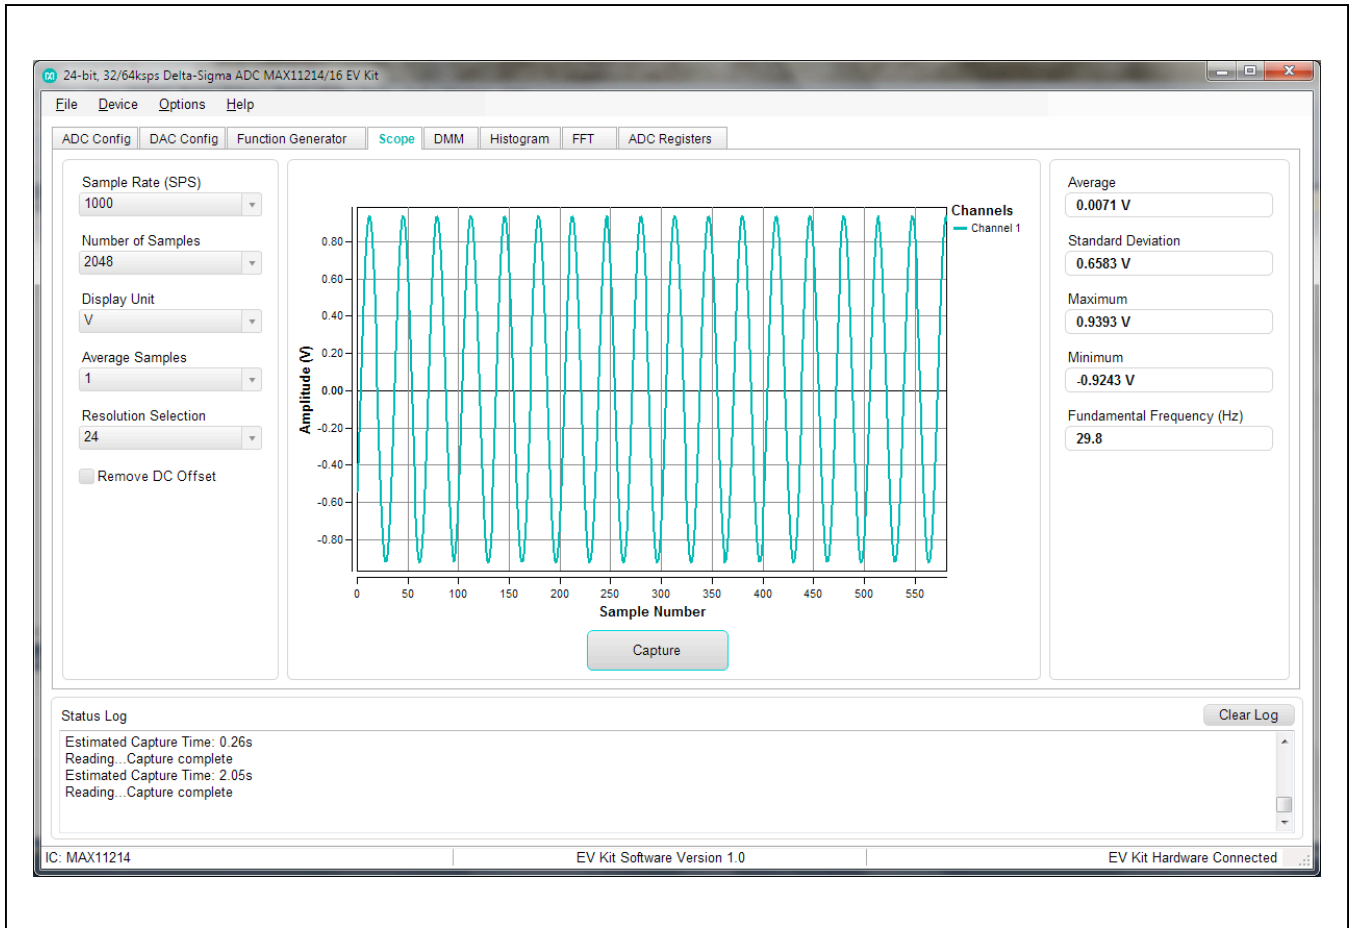 24-bit, 32/64ksps Delta-Sigma ADC MAX11214/16 EV Kit
File Device Options Help
ADC Config DAC Config Function Generator Scope DMM Histogram FFT ADC Registers
Sample Rate (SPS)
1000
Number of Samples
2048
Display Unit
V
Average Samples
1
Resolution Selection
24
Remove DC Offset
Amplitude (V)
0.80
0.60
0.40
0.20
0.00
-0.20
-0.40
-0.60
-0.80
0 50 100 150 200 250 300 350 400 450 500 550
Sample Number
Channels
Channel 1
Capture
Average
0.0071 V
Standard Deviation
0.6583 V
Maximum
0.9393 V
Minimum
-0.9243 V
Fundamental Frequency (Hz)
29.8
Status Log
Clear Log
Estimated Capture Time: 0.26s
Reading...Capture complete
Estimated Capture Time: 2.05s
Reading...Capture complete
IC: MAX11214 EV Kit Software Version 1.0 EV Kit Hardware Connected